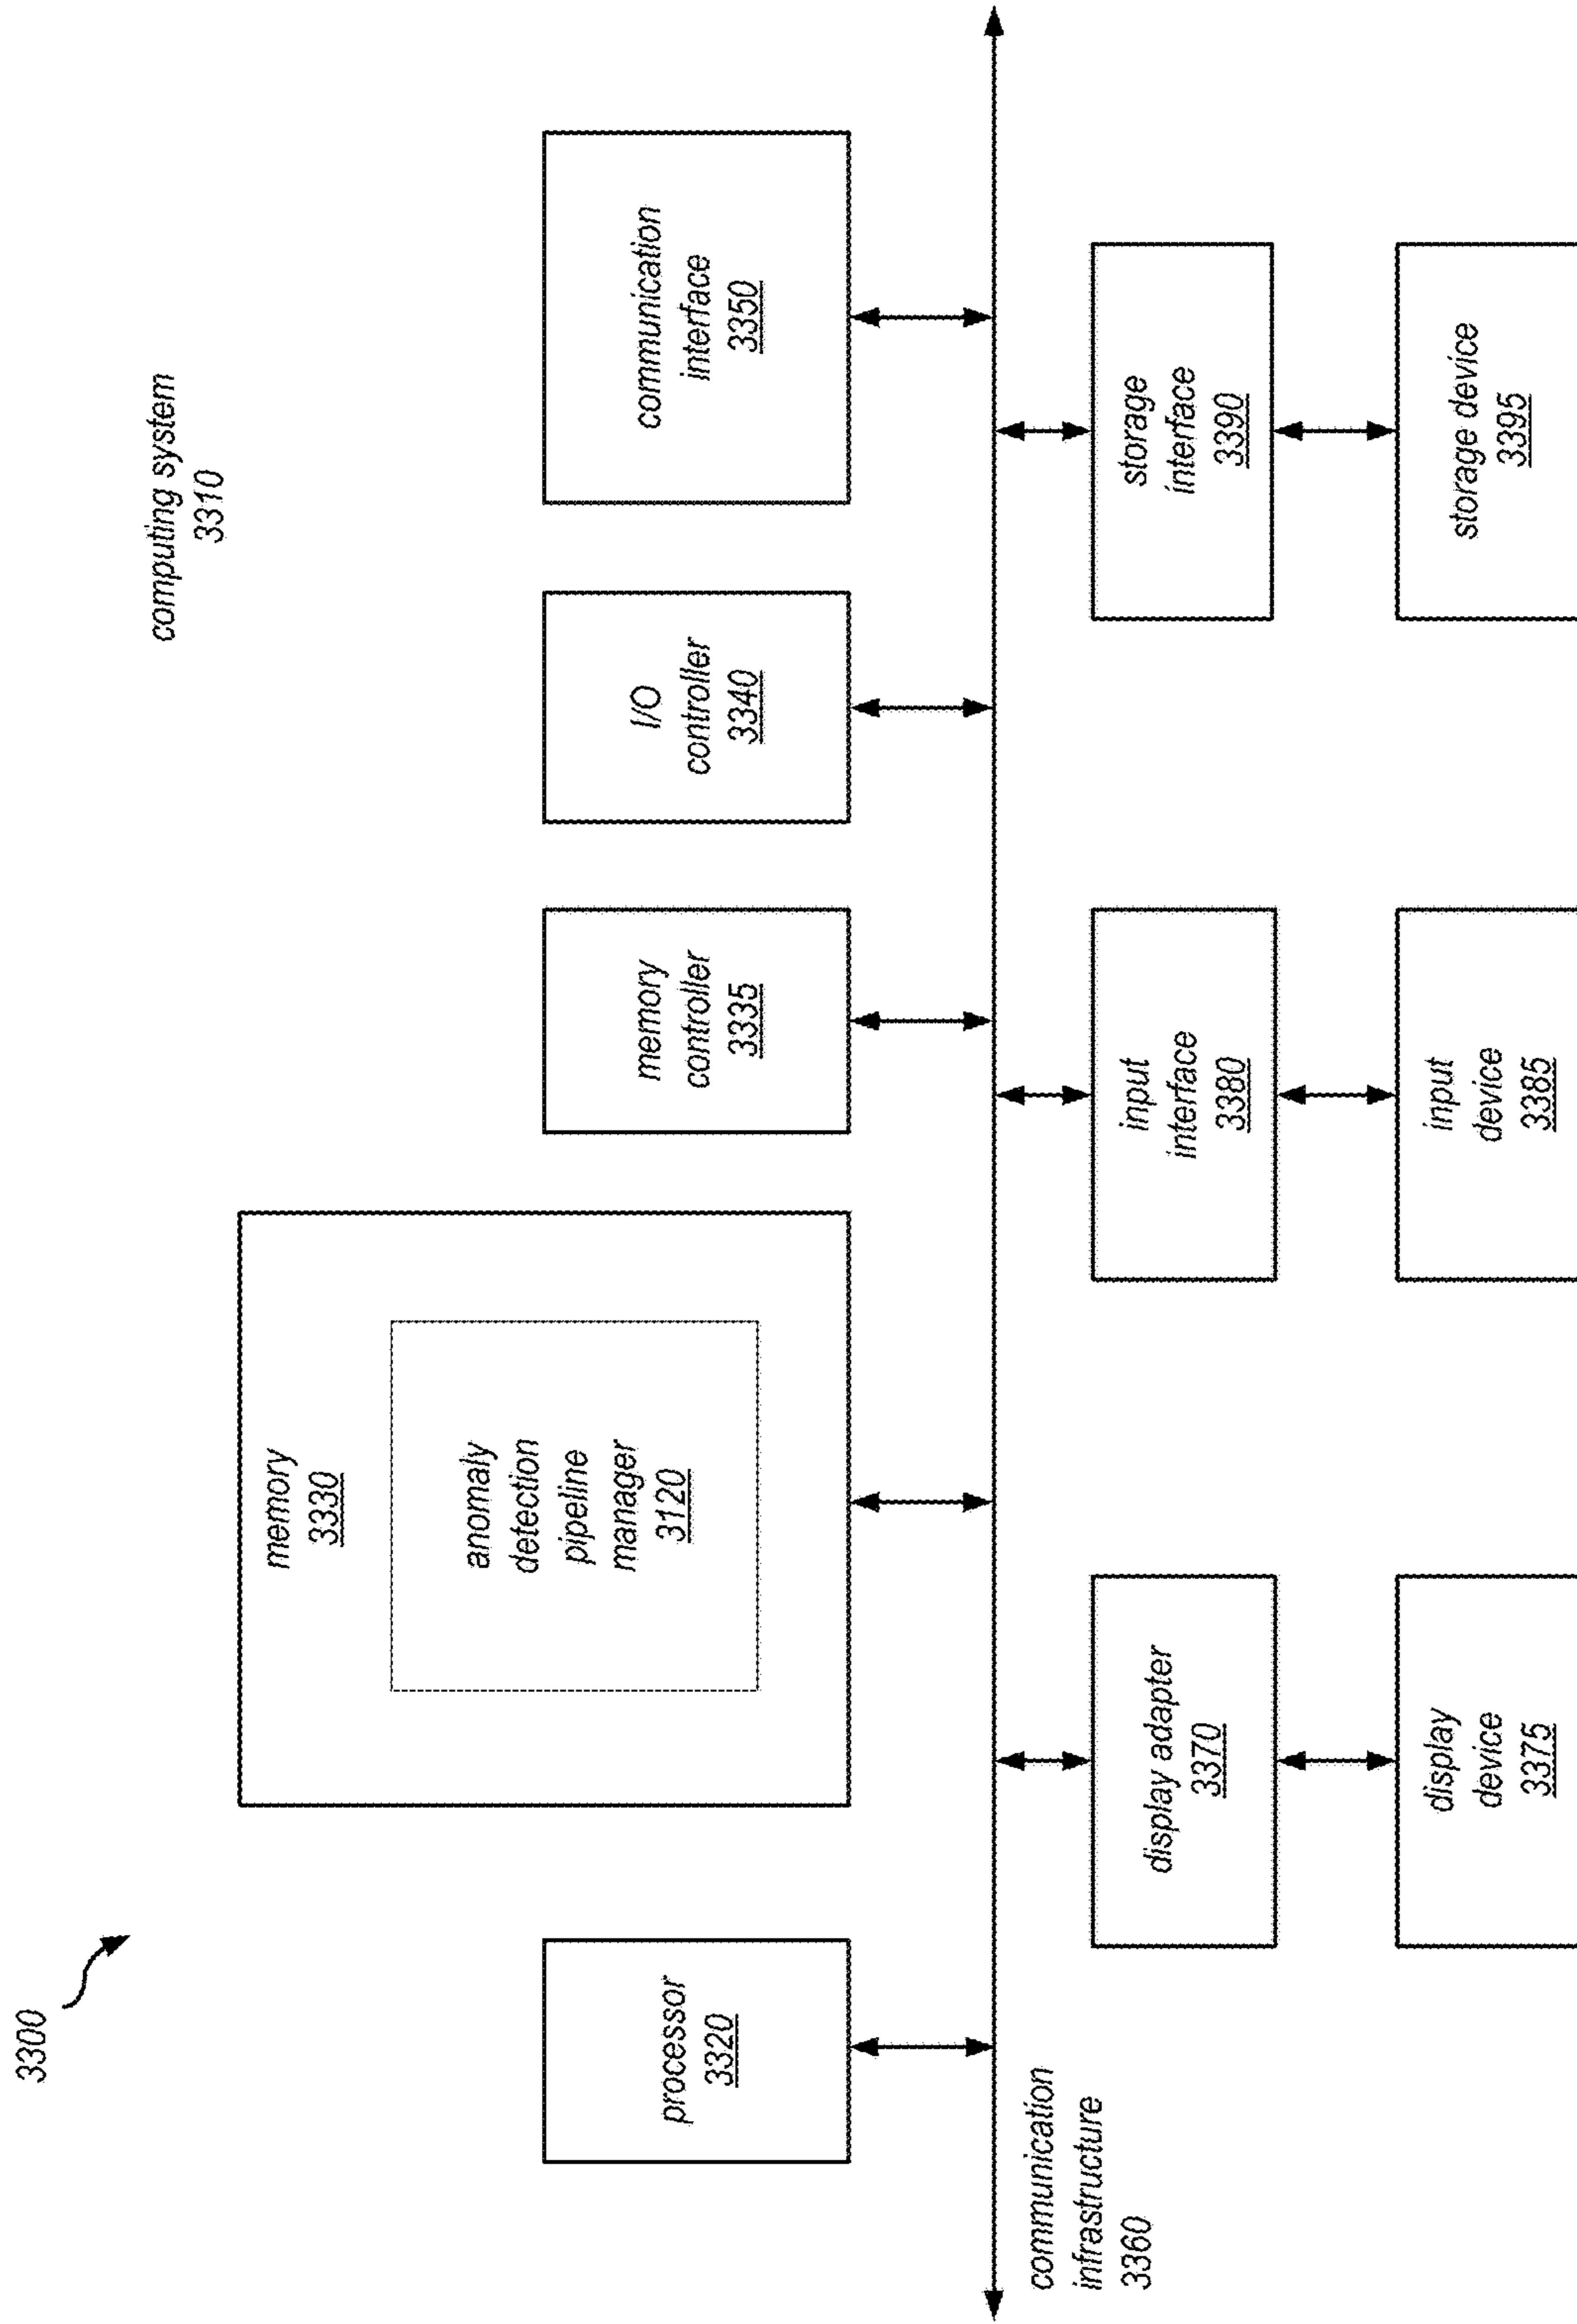 3300
computing system
3310
memory
3330
anomaly
detection
pipeline
manager
3120
processor
3320
memory
controller
3335
I/O
controller
3340
communication
interface
3350
communication
infrastructure
3360
display adapter
3370
input
interface
3380
storage
interface
3390
display
device
3375
input
device
3385
storage device
3395